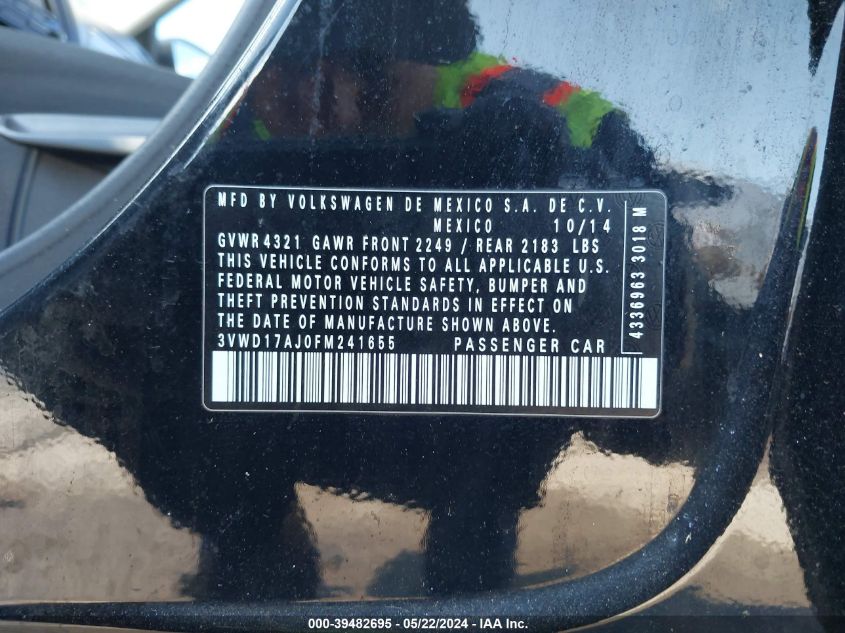 MFD BY VOLKSWAGEN DE MEXICO S.A. DE C.V.
MEXICO 10/14
GVWR 4321 GAWR FRONT 2249 / REAR 2183 LBS
THIS VEHICLE CONFORMS TO ALL APPLICABLE U.S.
FEDERAL MOTOR VEHICLE SAFETY, BUMPER AND
THEFT PREVENTION STANDARDS IN EFFECT ON
THE DATE OF MANUFACTURE SHOWN ABOVE.
3VWD17AJ0FM241655 PASSENGER CAR
4336963 3018 M
000-39482695 - 05/22/2024 - IAA Inc.